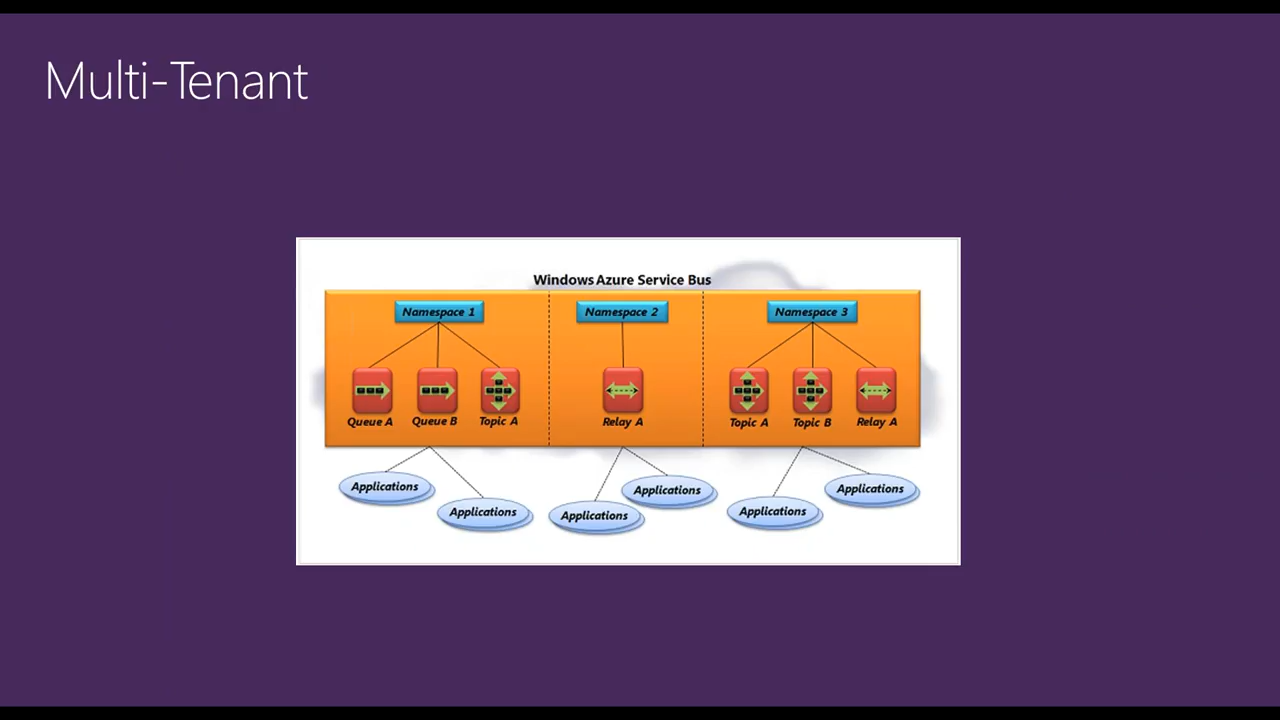 Multi-Tenant
Windows Azure Service Bus
Namespace 1
Namespace 2
Namespace 3
Queue A
Queue B
Topic A
Relay A
Topic A
Topic B
Relay A
Applications
Applications
Applications
Applications
Applications
Applications